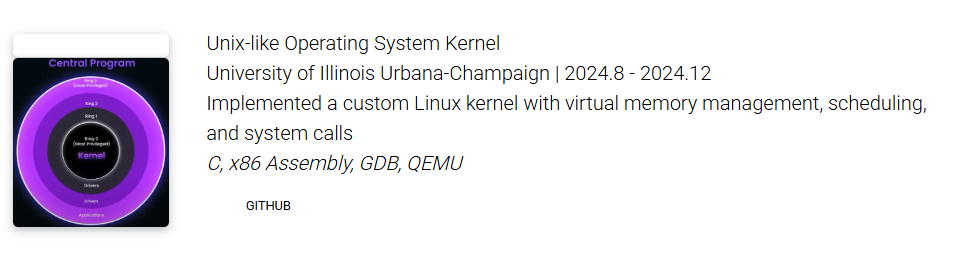 Central Program
Ring 3
(Least Privileged)
Ring 2
Ring 1
Ring 0
(Most Privileged)
Kernel
Drivers
Drivers
Applications
Unix-like Operating System Kernel
University of Illinois Urbana-Champaign | 2024.8 - 2024.12
Implemented a custom Linux kernel with virtual memory management, scheduling,
and system calls
C, x86 Assembly, GDB, QEMU
GITHUB